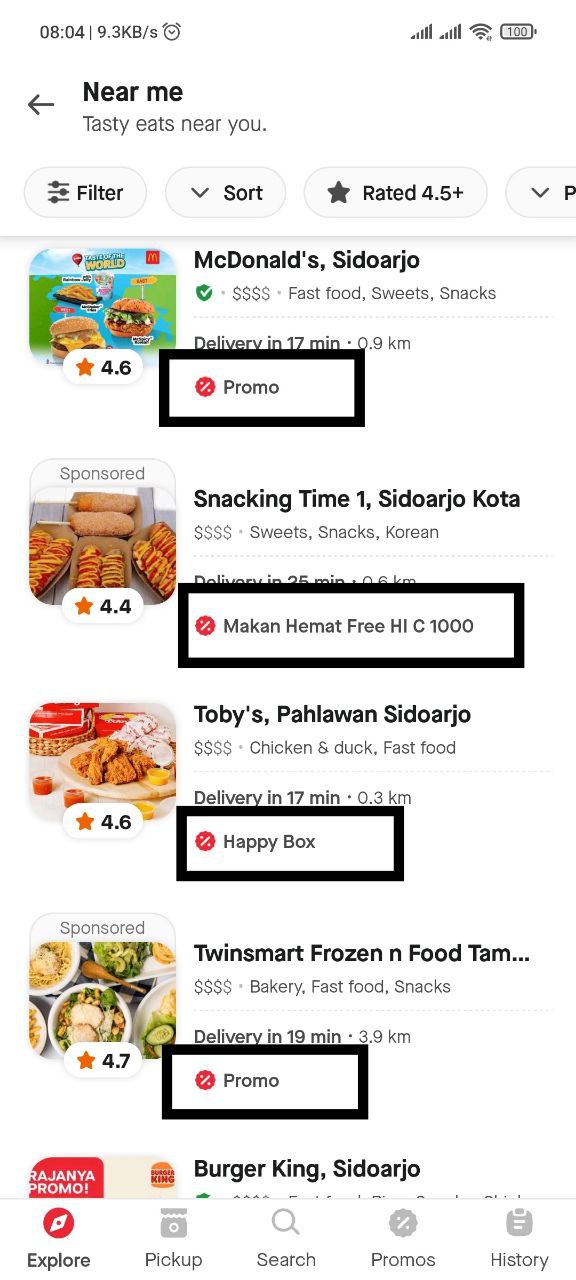 08:04 | 9.3KB/s
100
Near me
Tasty eats near you.
Filter
Sort
Rated 4.5+
P
TASTE OF THE WORLD
McDonald's, Sidoarjo
$$$$ · Fast food, Sweets, Snacks
Delivery in 17 min · 0.9 km
4.6
Promo
Sponsored
Snacking Time 1, Sidoarjo Kota
$$$$ · Sweets, Snacks, Korean
Delivery in 25 min · 0.6 km
4.4
Makan Hemat Free HI C 1000
Toby's, Pahlawan Sidoarjo
$$$$ · Chicken & duck, Fast food
Delivery in 17 min · 0.3 km
4.6
Happy Box
Sponsored
Twinsmart Frozen n Food Tam...
$$$$ · Bakery, Fast food, Snacks
Delivery in 19 min · 3.9 km
4.7
Promo
RAJANYA
PROMO!
BURGER
KING
Burger King, Sidoarjo
Explore
Pickup
Search
Promos
History